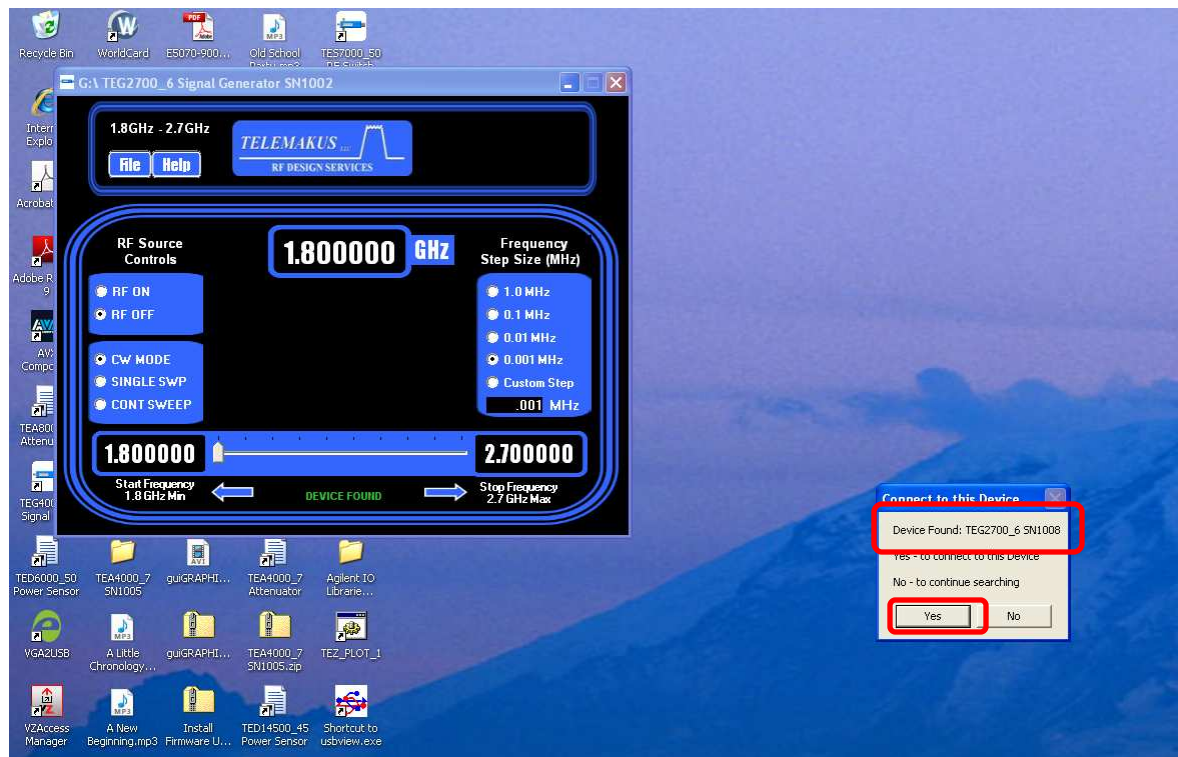 Recycle Bin
WorldCard
E5070-900...
Old School
TES7000_50
G:\ TEG2700_6 Signal Generator SN1002
1.8GHz - 2.7GHz
File
Help
TELEMAKUS LLC
RF DESIGN SERVICES
RF Source
Controls
RF ON
RF OFF
CW MODE
SINGLE SWP
CONT SWEEP
1.800000 GHz
Frequency
Step Size (MHz)
1.0 MHz
0.1 MHz
0.01 MHz
0.001 MHz
Custom Step
.001 MHz
1.800000
2.700000
Start Frequency
1.8 GHz Min
DEVICE FOUND
Stop Frequency
2.7 GHz Max
Intern
Explo
Acrobat
Adobe R
9
Compo
TEA800
Attenu
TEG400
Signal
TED6000_50
Power Sensor
TEA4000_7
SN1005
guiGRAPHI...
TEA4000_7
Attenuator
Agilent IO
Librarie...
VGA2USB
A Little
Chronology...
guiGRAPHI...
TEA4000_7
SN1005.zip
TEZ_PLOT_1
VZAccess
Manager
A New
Beginning.mp3
Install
Firmware U...
TED14500_45
Power Sensor
Shortcut to
usbview.exe
Connect to this Device
Device Found: TEG2700_6 SN1008
Yes - to connect to this Device
No - to continue searching
Yes
No